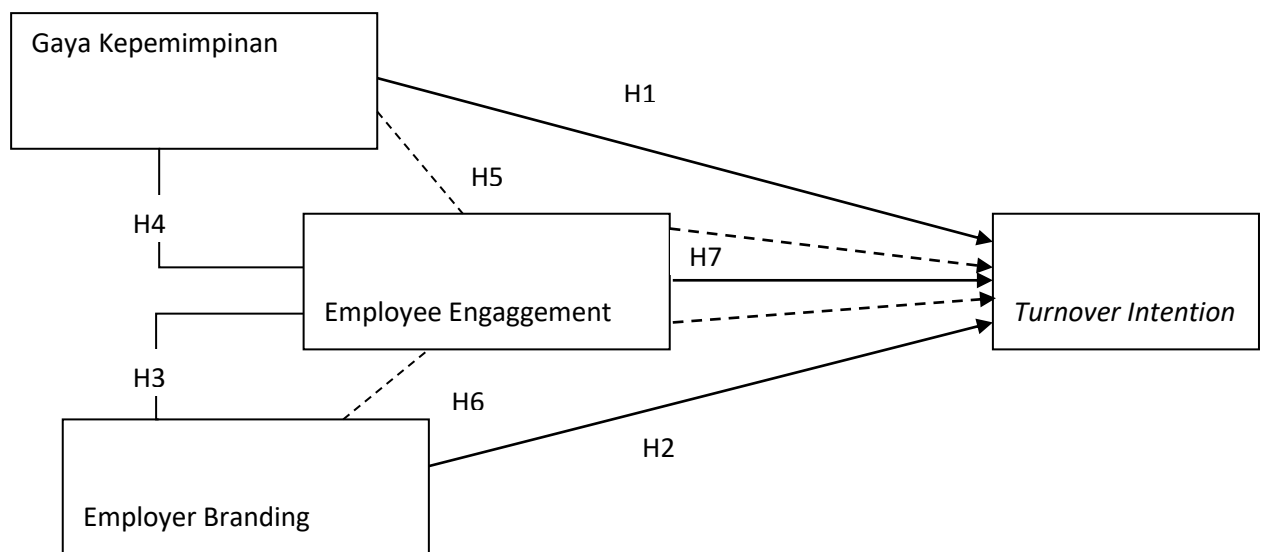 Gaya Kepemimpinan
H1
H5
H4
H7
Employee Engaggement
Turnover Intention
H3
H6
H2
Employer Branding